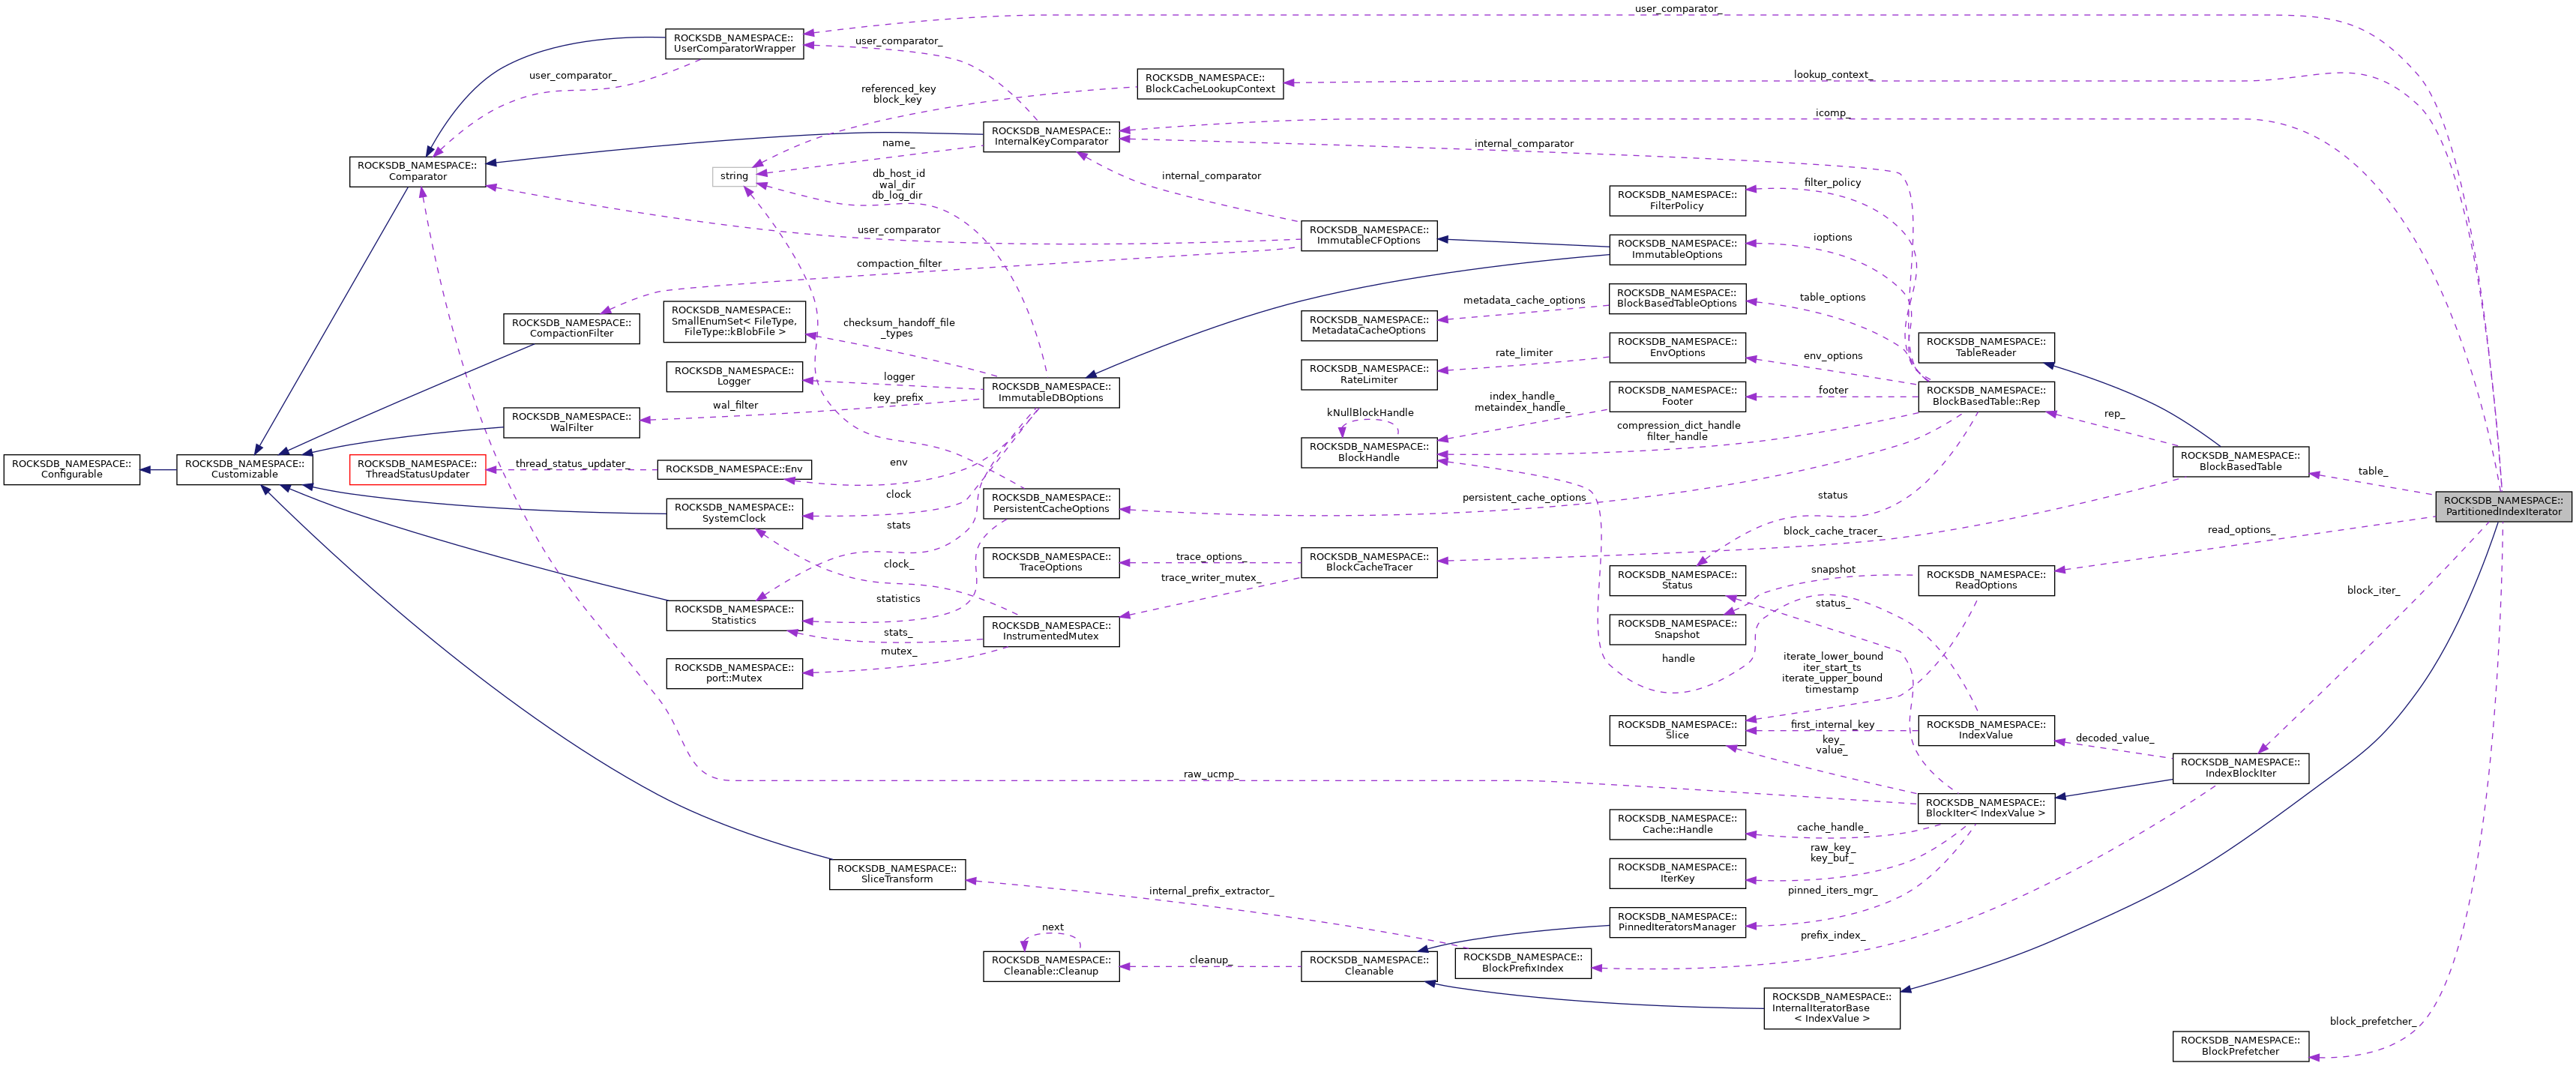 user_comparator_
ROCKSDB_NAMESPACE::
UserComparatorWrapper
user_comparator_
user_comparator_
lookup_context_
ROCKSDB_NAMESPACE::
BlockCacheLookupContext
referenced_key
block_key
icomp_
ROCKSDB_NAMESPACE::
InternalKeyComparator
name_
internal_comparator
ROCKSDB_NAMESPACE::
Comparator
string
db_host_id
wal_dir
db_log_dir
internal_comparator
filter_policy
ROCKSDB_NAMESPACE::
FilterPolicy
user_comparator
ROCKSDB_NAMESPACE::
ImmutableCFOptions
ROCKSDB_NAMESPACE::
ImmutableOptions
ioptions
compaction_filter
ROCKSDB_NAMESPACE::
CompactionFilter
ROCKSDB_NAMESPACE::
SmallEnumSet< FileType,
FileType::kBlobFile >
checksum_handoff_file
_types
metadata_cache_options
ROCKSDB_NAMESPACE::
BlockBasedTableOptions
table_options
ROCKSDB_NAMESPACE::
MetadataCacheOptions
ROCKSDB_NAMESPACE::
EnvOptions
env_options
rate_limiter
ROCKSDB_NAMESPACE::
RateLimiter
ROCKSDB_NAMESPACE::
TableReader
ROCKSDB_NAMESPACE::
Logger
logger
ROCKSDB_NAMESPACE::
ImmutableDBOptions
key_prefix
wal_filter
ROCKSDB_NAMESPACE::
WalFilter
index_handle_
metaindex_handle_
ROCKSDB_NAMESPACE::
Footer
footer
ROCKSDB_NAMESPACE::
BlockBasedTable::Rep
rep_
kNullBlockHandle
compression_dict_handle
filter_handle
ROCKSDB_NAMESPACE::
BlockHandle
ROCKSDB_NAMESPACE::
BlockBasedTable
table_
ROCKSDB_NAMESPACE::
Configurable
ROCKSDB_NAMESPACE::
Customizable
ROCKSDB_NAMESPACE::
ThreadStatusUpdater
thread_status_updater_
ROCKSDB_NAMESPACE::Env
env
ROCKSDB_NAMESPACE::
SystemClock
clock
ROCKSDB_NAMESPACE::
PersistentCacheOptions
persistent_cache_options
status
ROCKSDB_NAMESPACE::
PartitionedIndexIterator
stats
block_cache_tracer_
read_options_
ROCKSDB_NAMESPACE::
TraceOptions
trace_options_
ROCKSDB_NAMESPACE::
BlockCacheTracer
clock_
trace_writer_mutex_
ROCKSDB_NAMESPACE::
Status
snapshot
ROCKSDB_NAMESPACE::
ReadOptions
block_iter_
statistics
ROCKSDB_NAMESPACE::
Statistics
status_
ROCKSDB_NAMESPACE::
Snapshot
stats_
ROCKSDB_NAMESPACE::
InstrumentedMutex
mutex_
ROCKSDB_NAMESPACE::
port::Mutex
handle
iterate_lower_bound
iter_start_ts
iterate_upper_bound
timestamp
ROCKSDB_NAMESPACE::
Slice
first_internal_key
ROCKSDB_NAMESPACE::
IndexValue
decoded_value_
key_
value_
ROCKSDB_NAMESPACE::
IndexBlockIter
raw_ucmp_
ROCKSDB_NAMESPACE::
BlockIter< IndexValue >
ROCKSDB_NAMESPACE::
Cache::Handle
cache_handle_
raw_key_
key_buf_
ROCKSDB_NAMESPACE::
IterKey
ROCKSDB_NAMESPACE::
SliceTransform
internal_prefix_extractor_
pinned_iters_mgr_
ROCKSDB_NAMESPACE::
PinnedIteratorsManager
next
prefix_index_
ROCKSDB_NAMESPACE::
Cleanable::Cleanup
cleanup_
ROCKSDB_NAMESPACE::
Cleanable
ROCKSDB_NAMESPACE::
BlockPrefixIndex
ROCKSDB_NAMESPACE::
InternalIteratorBase
< IndexValue >
block_prefetcher_
ROCKSDB_NAMESPACE::
BlockPrefetcher